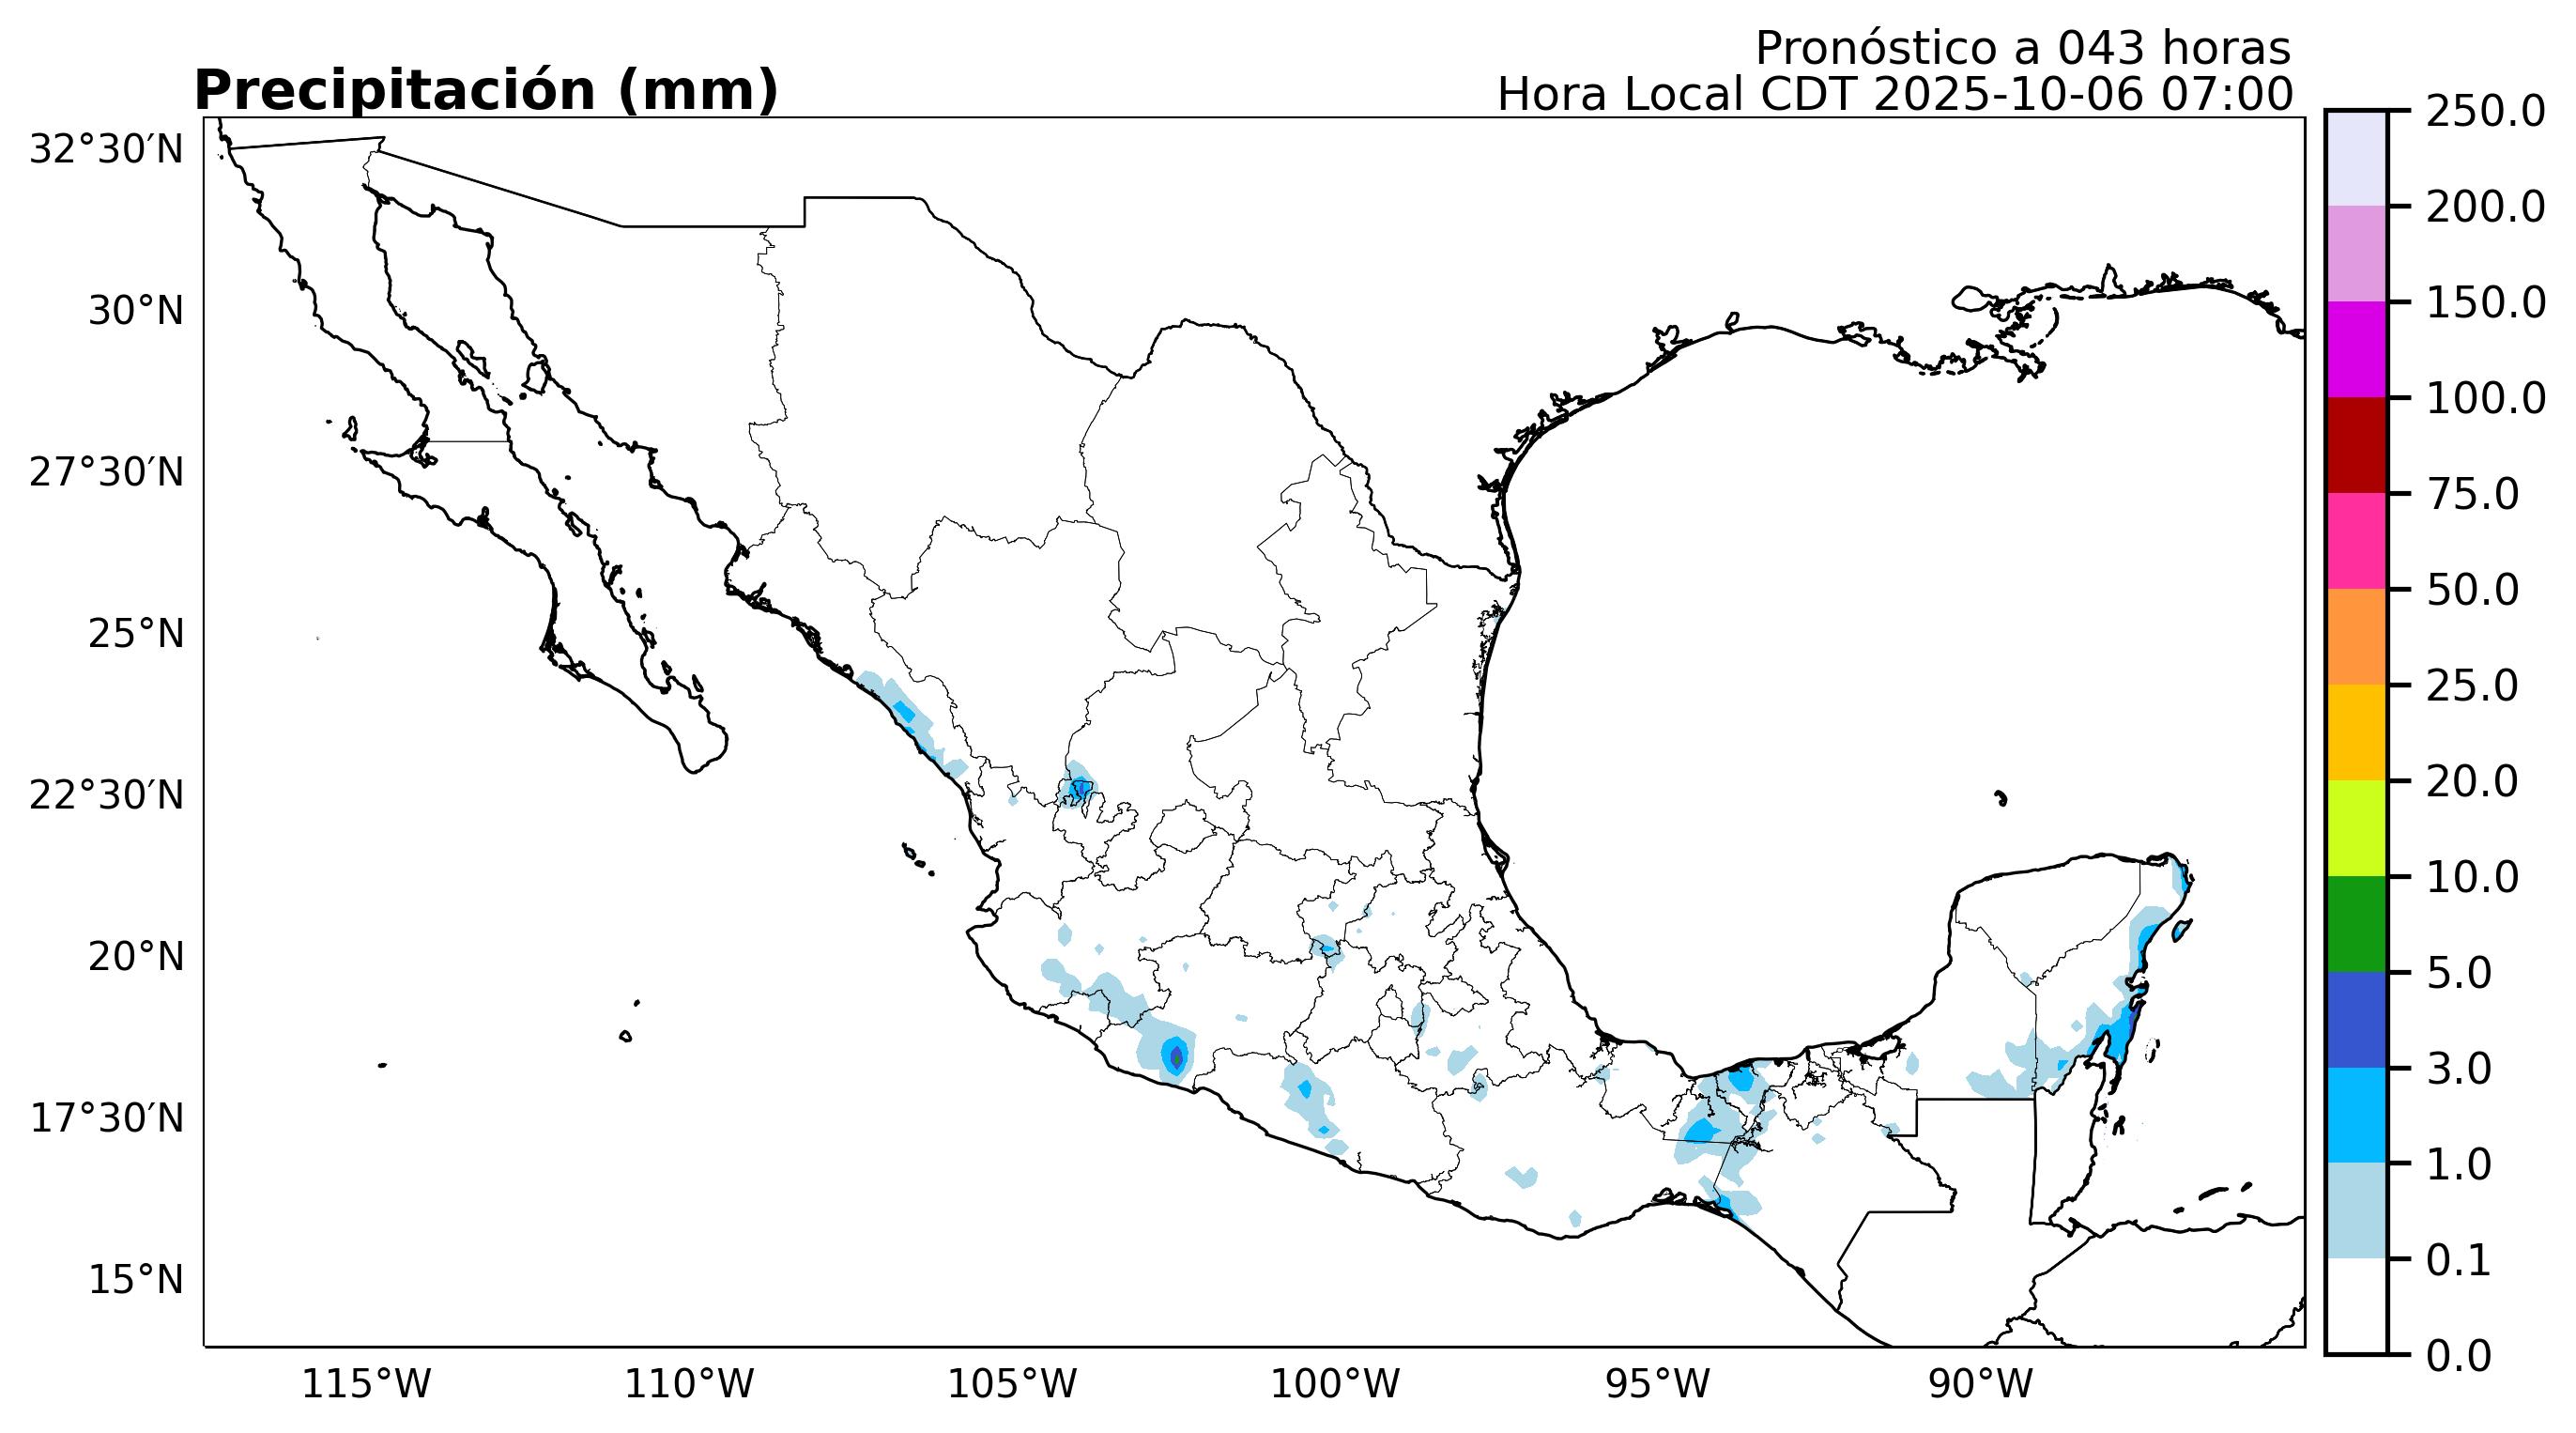 Pronóstico a 043 horas
Precipitación (mm)
Hora Local CDT 2025-10-06 07:00
32°30′N
30°N
27°30′N
25°N
22°30′N
20°N
17°30′N
15°N
115°W
110°W
105°W
100°W
95°W
90°W
250.0
200.0
150.0
100.0
75.0
50.0
25.0
20.0
10.0
5.0
3.0
1.0
0.1
0.0